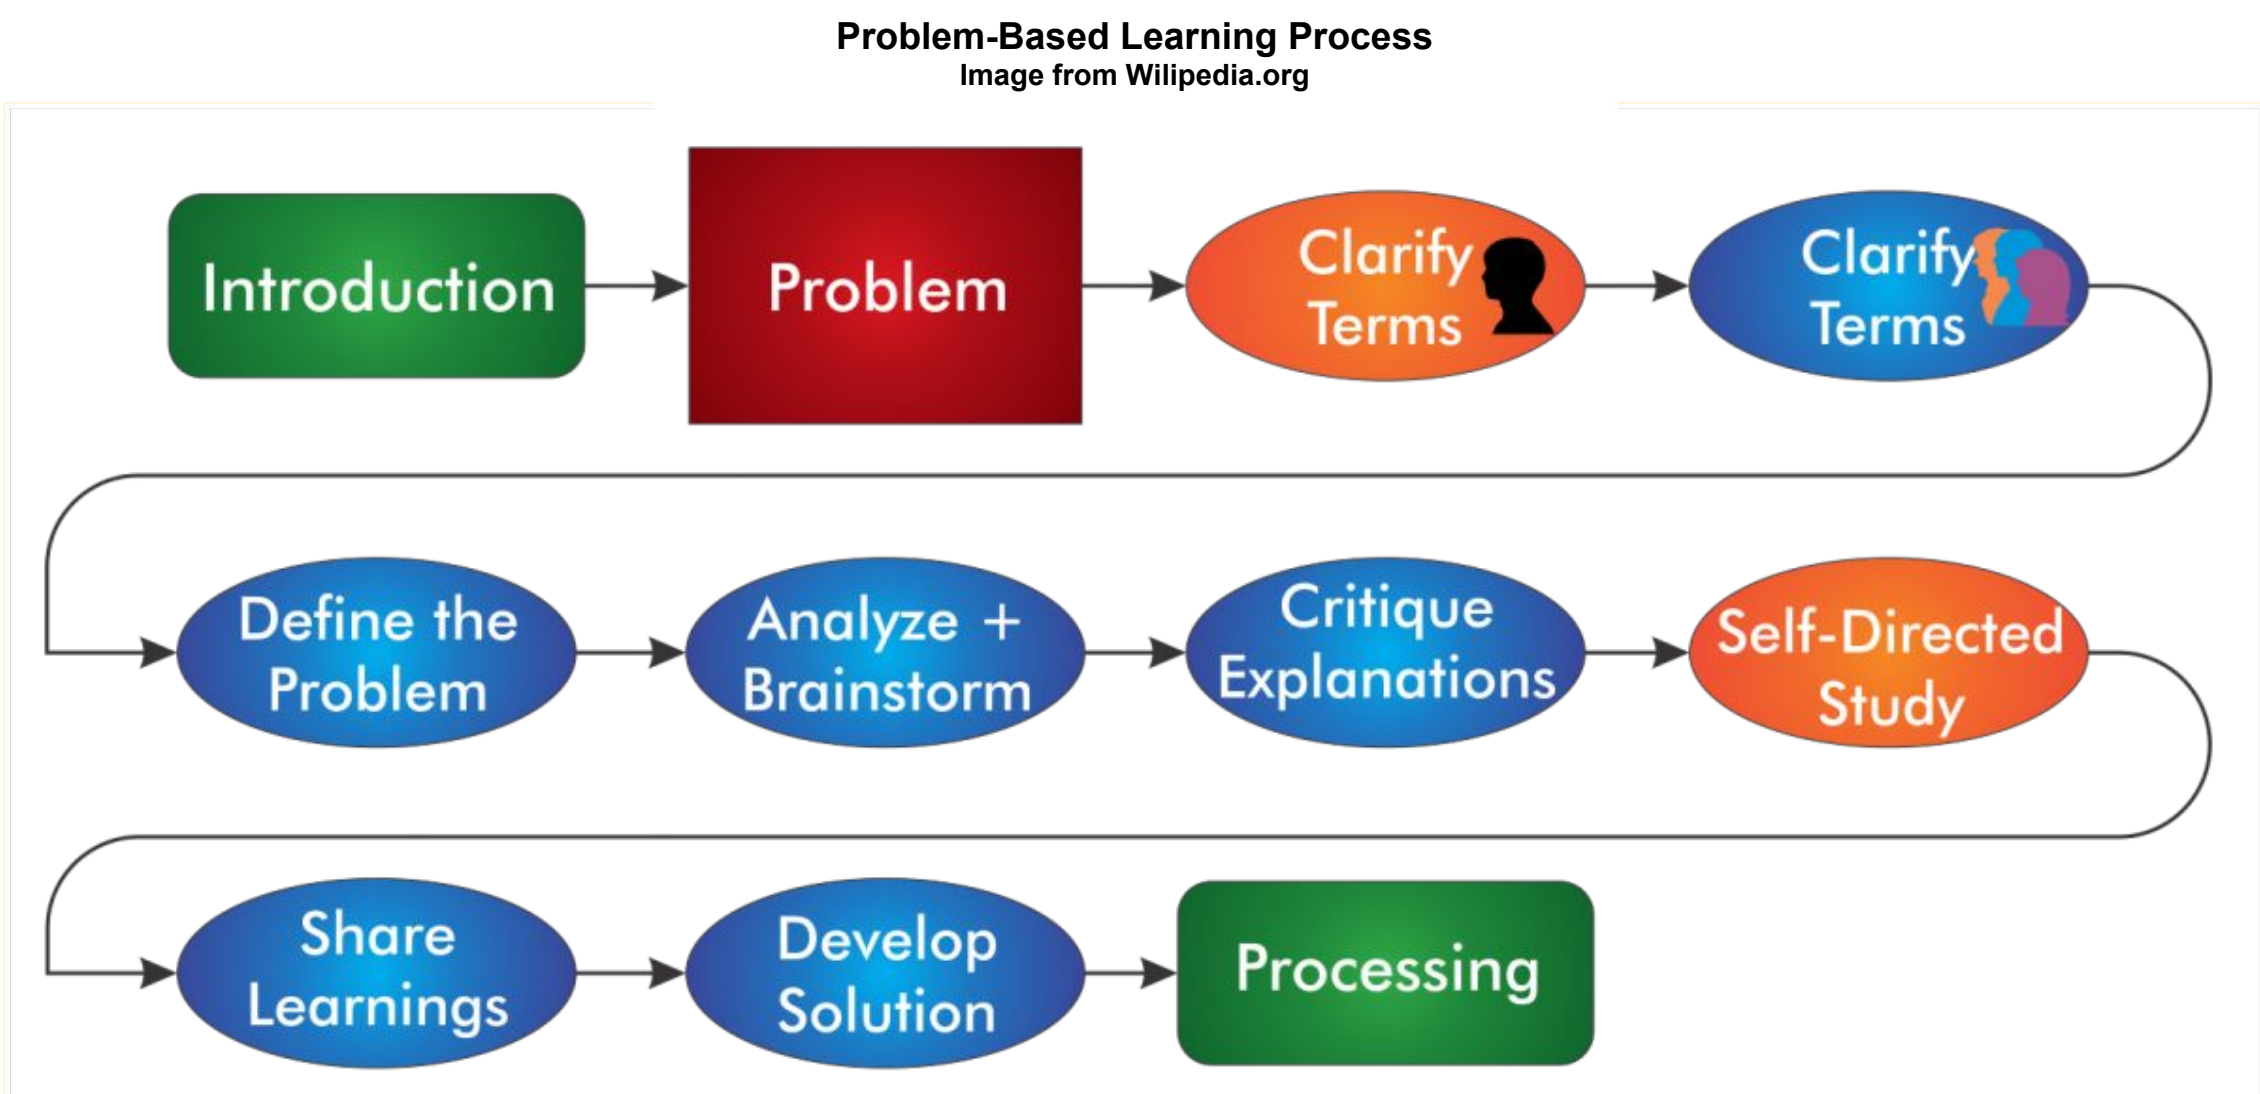 Problem-Based Learning Process
Image from Wilipedia.org
Introduction
Problem
Clarify
Terms
Clarify
Terms
Define the
Problem
Analyze +
Brainstorm
Critique
Explanations
Self-Directed
Study
Share
Learnings
Develop
Solution
Processing